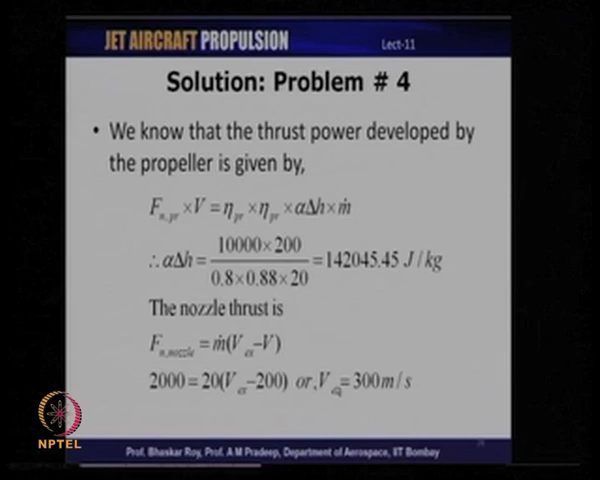 JET AIRCRAFT PROPULSION Lect-11
Solution: Problem # 4
• We know that the thrust power developed by
the propeller is given by,
F_{n,pr} × V = η_{pr} × η_{pr} × αΔh × ṁ
∴ αΔh = \frac{10000×200}{0.8×0.88×20} = 142045.45 J / kg
The nozzle thrust is
F_{n,nozzle} = ṁ(V_{ex} – V)
2000 = 20(V_{ex} – 200) or, V_{ex} = 300m / s
NPTEL
Prof. Bhaskar Roy, Prof. A M Pradeep, Department of Aerospace, IIT Bombay